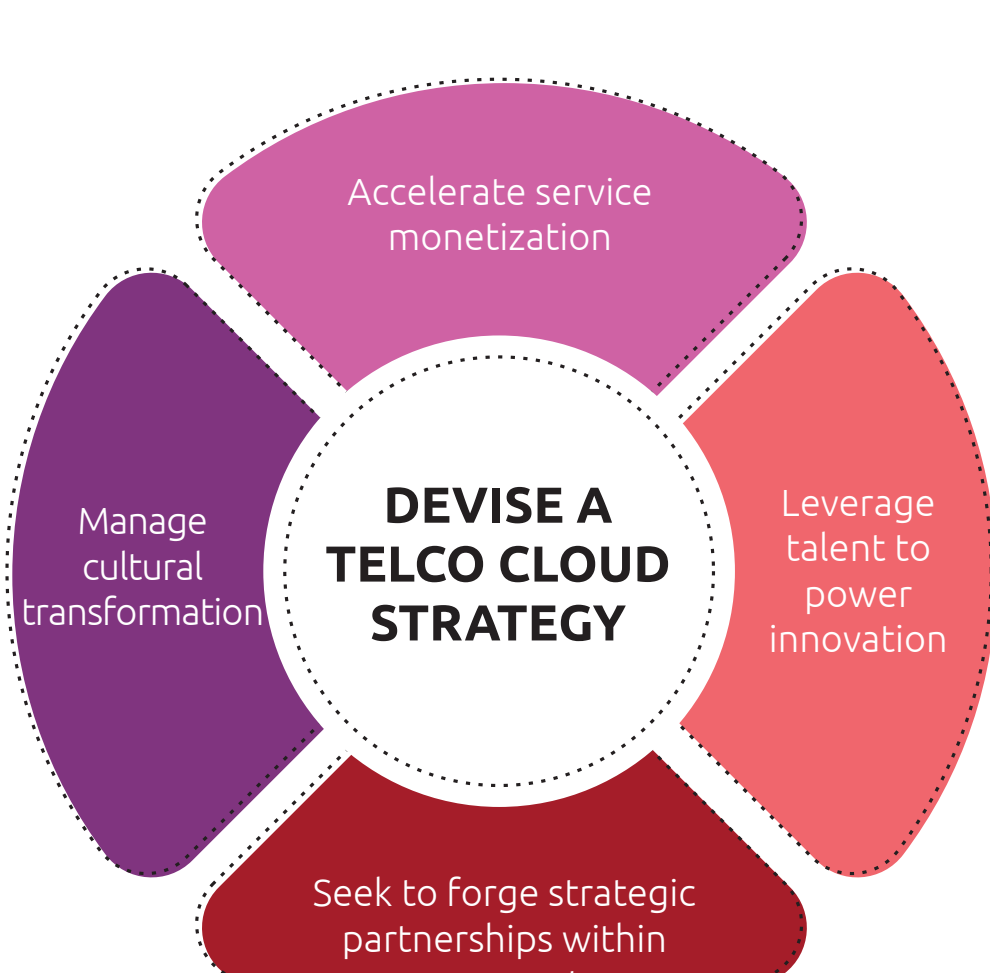 Accelerate service
monetization
Manage
cultural
transformation
DEVISE A
TELCO CLOUD
STRATEGY
Leverage
talent to
power
innovation
Seek to forge strategic
partnerships within